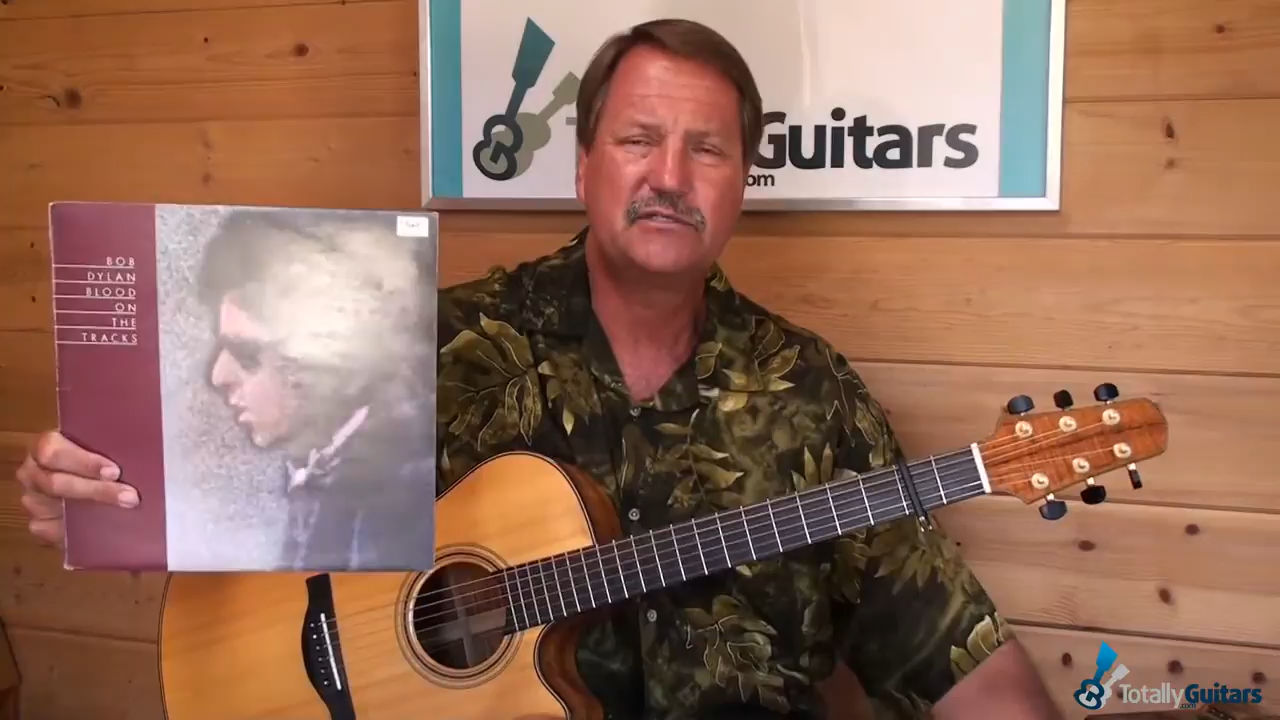 Guitars
.com
BOB
DYLAN
BLOOD
ON
THE
TRACKS
TotallyGuitars
.com